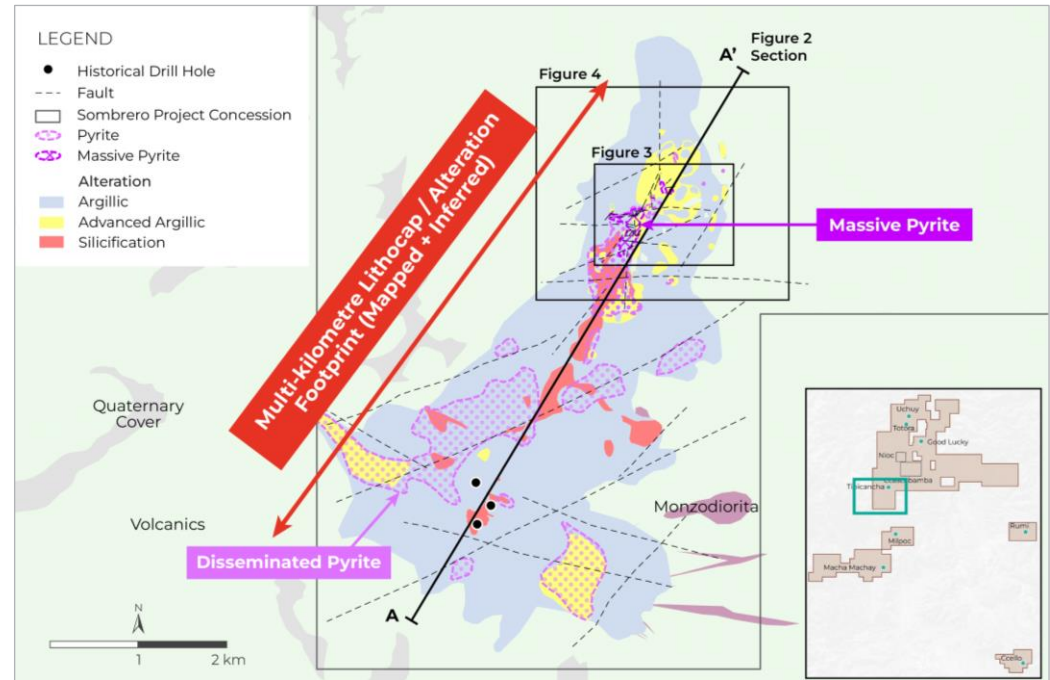 LEGEND
Historical Drill Hole
Fault
Sombrero Project Concession
Pyrite
Massive Pyrite
Alteration
Argillic
Advanced Argillic
Silicification
Multi-kilometre Lithocap / Alteration
Footprint (Mapped + Inferred)
Figure 4
Figure 3
A'
Figure 2
Section
Massive Pyrite
Quaternary
Cover
Volcanics
Disseminated Pyrite
Monzodiorita
A
N
1
2 km
Uchuy
Totora
Good Lucky
Nioc
Milpoc
Rumi
Macha Machay
Ccello